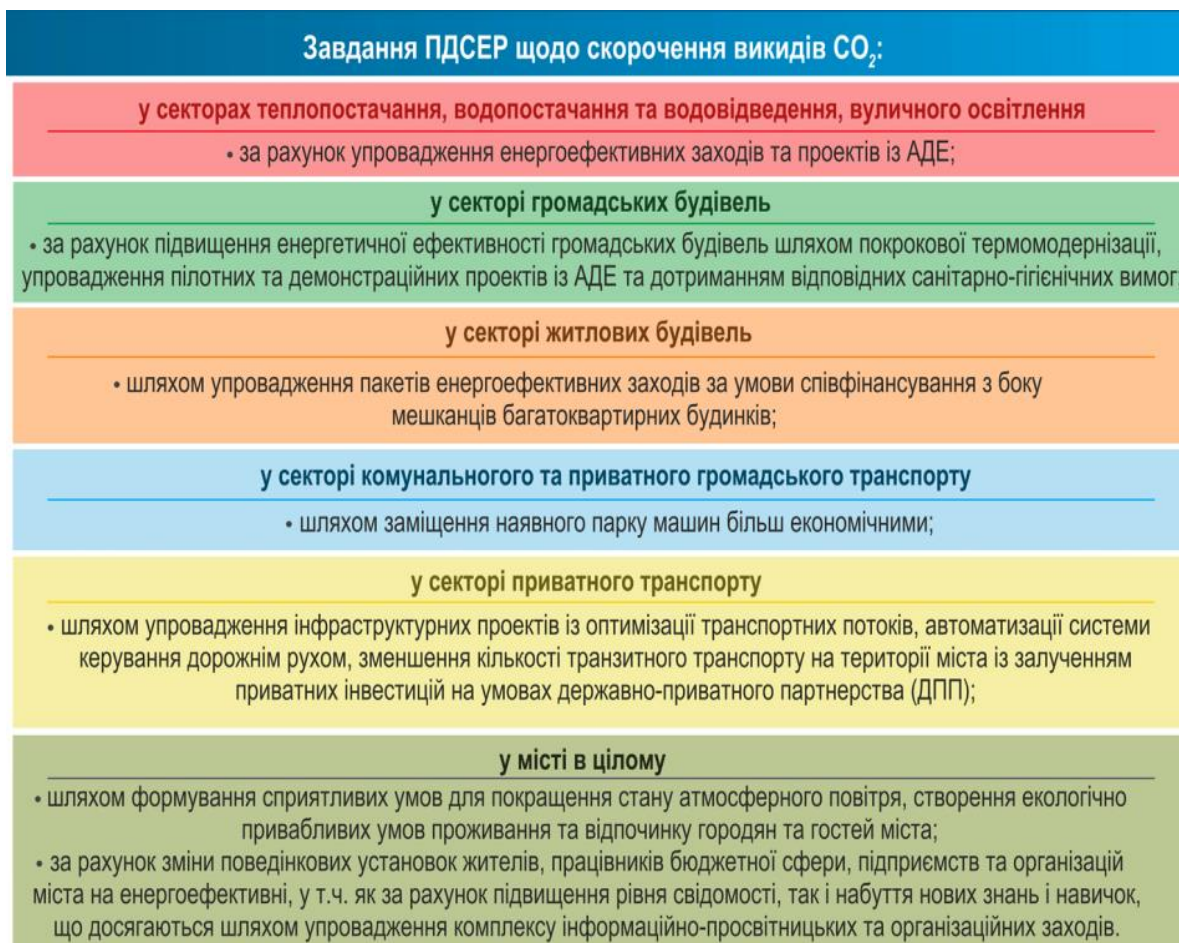 Завдання ПДСЕР щодо скорочення викидів CO₂:
у секторах теплопостачання, водопостачання та водовідведення, вуличного освітлення
• за рахунок упровадження енергоефективних заходів та проектів із АДЕ;
у секторі громадських будівель
• за рахунок підвищення енергетичної ефективності громадських будівель шляхом покрокової термомодернізації,
упровадження пілотних та демонстраційних проектів із АДЕ та дотриманням відповідних санітарно-гігієнічних вимог;
у секторі житлових будівель
• шляхом упровадження пакетів енергоефективних заходів за умови співфінансування з боку
мешканців багатоквартирних будинків;
у секторі комунального та приватного громадського транспорту
• шляхом заміщення наявного парку машин більш економічними;
у секторі приватного транспорту
• шляхом упровадження інфраструктурних проектів із оптимізації транспортних потоків, автоматизації системи
керування дорожнім рухом, зменшення кількості транзитного транспорту на території міста із залученням
приватних інвестицій на умовах державно-приватного партнерства (ДПП);
у місті в цілому
• шляхом формування сприятливих умов для покращення стану атмосферного повітря, створення екологічно
привабливих умов проживання та відпочинку городян та гостей міста;
• за рахунок зміни поведінкових установок жителів, працівників бюджетної сфери, підприємств та організацій
міста на енергоефективні, у т.ч. як за рахунок підвищення рівня свідомості, так і набуття нових знань і навичок,
що досягаються шляхом упровадження комплексу інформаційно-просвітницьких та організаційних заходів.